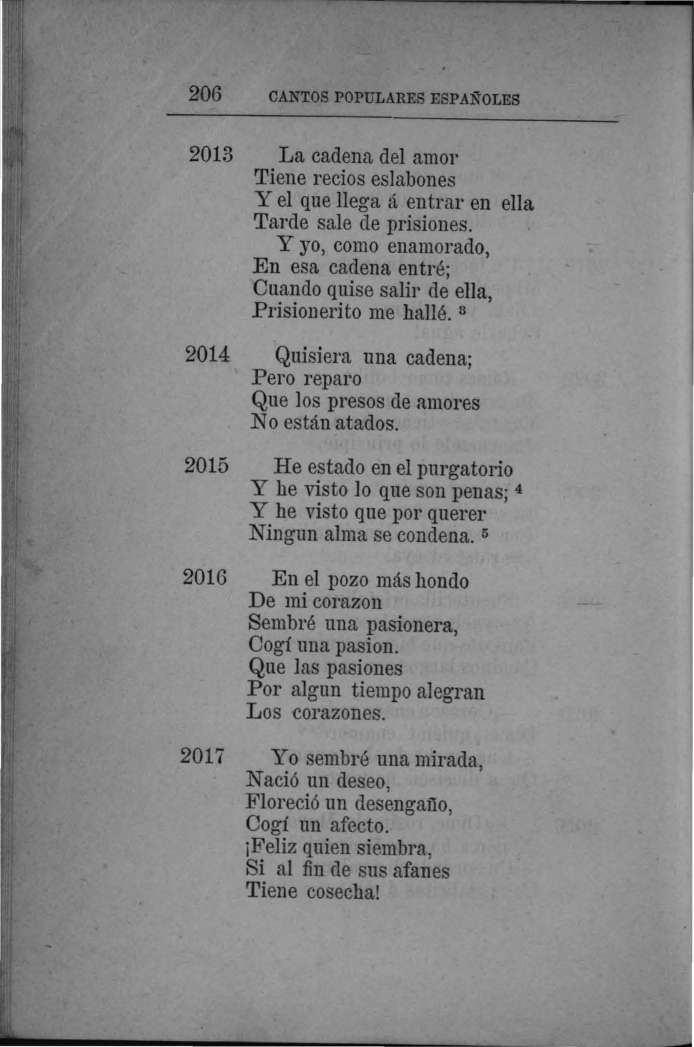 206 CANTOS POPULARES ESPAÑOLES
2013 La cadena del amor
Tiene recios eslabones
Y el que llega á entrar en ella
Tarde sale de prisiones.
Y yo, como enamorado,
En esa cadena entré;
Cuando quise salir de ella,
Prisionerito me hallé. ³
2014 Quisiera una cadena;
Pero reparo
Que los presos de amores
No están atados.
2015 He estado en el purgatorio
Y he visto lo que son penas; ⁴
Y he visto que por querer
Ningun alma se condena. ⁵
2016 En el pozo más hondo
De mi corazon
Sembré una pasionera,
Cogí una pasion.
Que las pasiones
Por algun tiempo alegran
Los corazones.
2017 Yo sembré una mirada,
Nació un deseo,
Floreció un desengaño,
Cogí un afecto.
¡Feliz quien siembra,
Si al fin de sus afanes
Tiene cosecha!